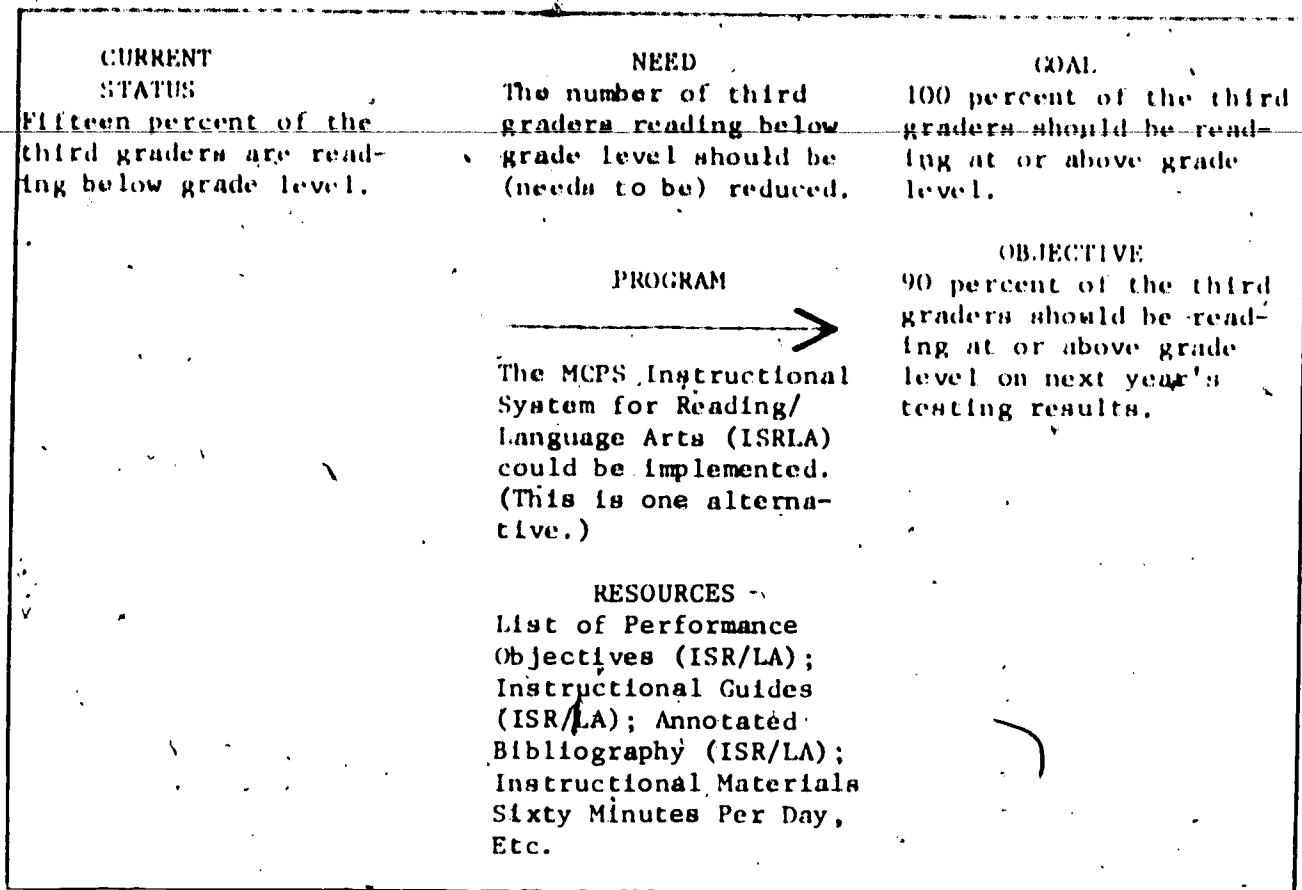 CURRENT
STATUS
Fifteen percent of the
third graders are read-
ing below grade level.
NEED
The number of third
graders reading below
grade level should be
(needs to be) reduced.
GOAL
100 percent of the third
graders should be read-
ing at or above grade
level.
OBJECTIVE
90 percent of the third
graders should be read-
ing at or above grade
level on next year's
testing results.
PROGRAM
The MCPS Instructional
System for Reading/
Language Arts (ISRLA)
could be implemented.
(This is one alterna-
tive.)
RESOURCES
List of Performance
Objectives (ISR/LA);
Instructional Guides
(ISR/LA); Annotated
Bibliography (ISR/LA);
Instructional Materials
Sixty Minutes Per Day,
Etc.